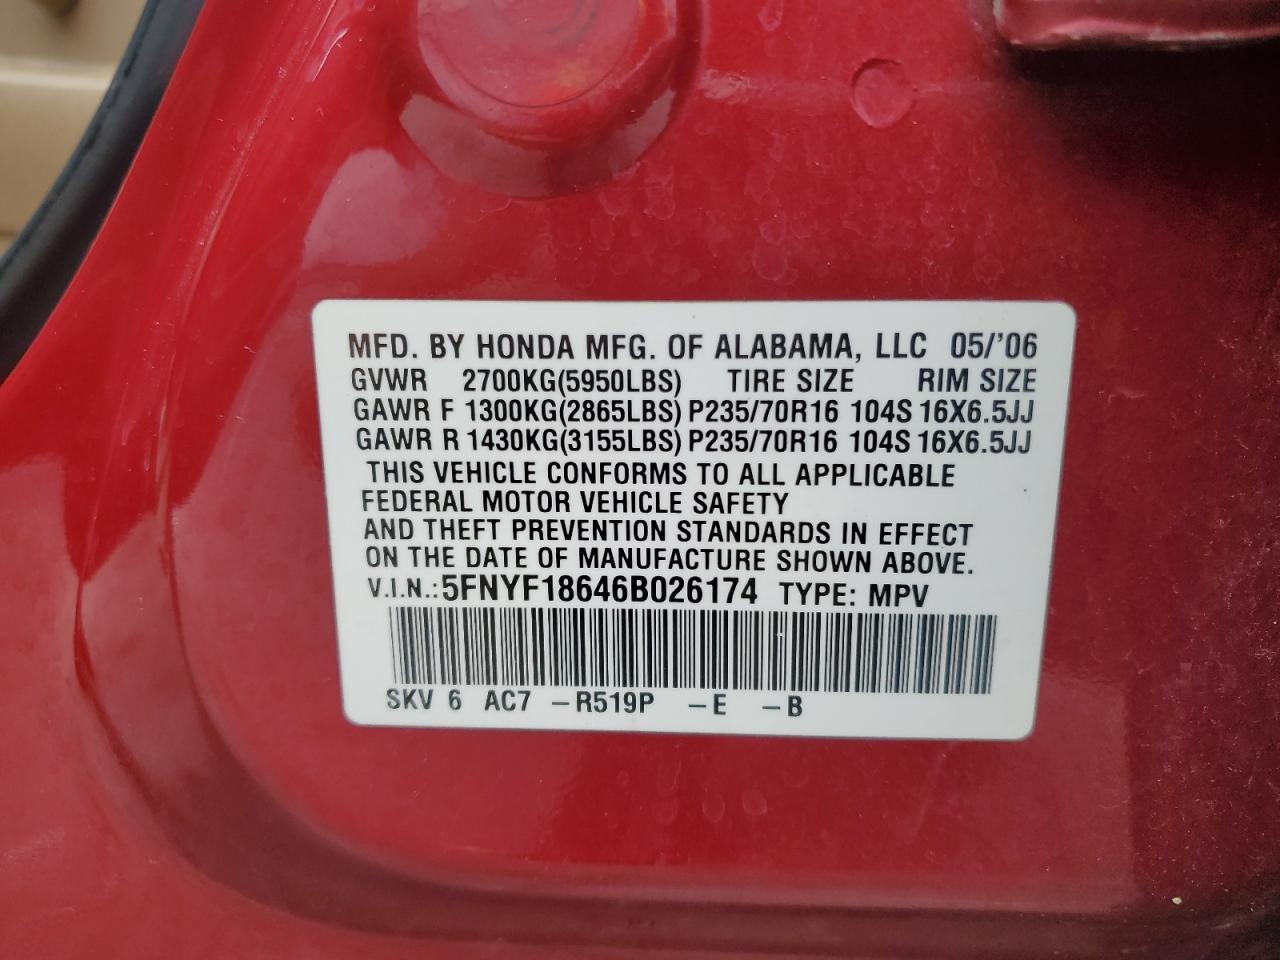 MFD. BY HONDA MFG. OF ALABAMA, LLC 05/'06
GVWR 2700KG(5950LBS) TIRE SIZE RIM SIZE
GAWR F 1300KG(2865LBS) P235/70R16 104S 16X6.5JJ
GAWR R 1430KG(3155LBS) P235/70R16 104S 16X6.5JJ
THIS VEHICLE CONFORMS TO ALL APPLICABLE
FEDERAL MOTOR VEHICLE SAFETY
AND THEFT PREVENTION STANDARDS IN EFFECT
ON THE DATE OF MANUFACTURE SHOWN ABOVE.
V.I.N.: 5FNYF18646B026174 TYPE: MPV
SKV 6 AC7 -R519P -E -B